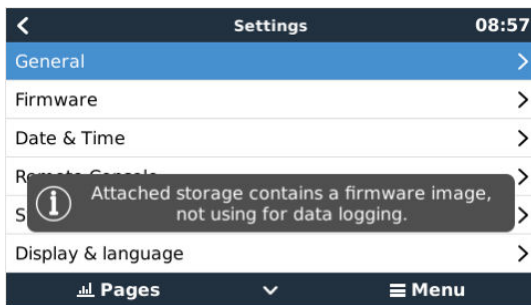 Settings
08:57
General
Firmware
Date & Time
Attached storage contains a firmware image,
not using for data logging.
Display & language
Pages
Menu